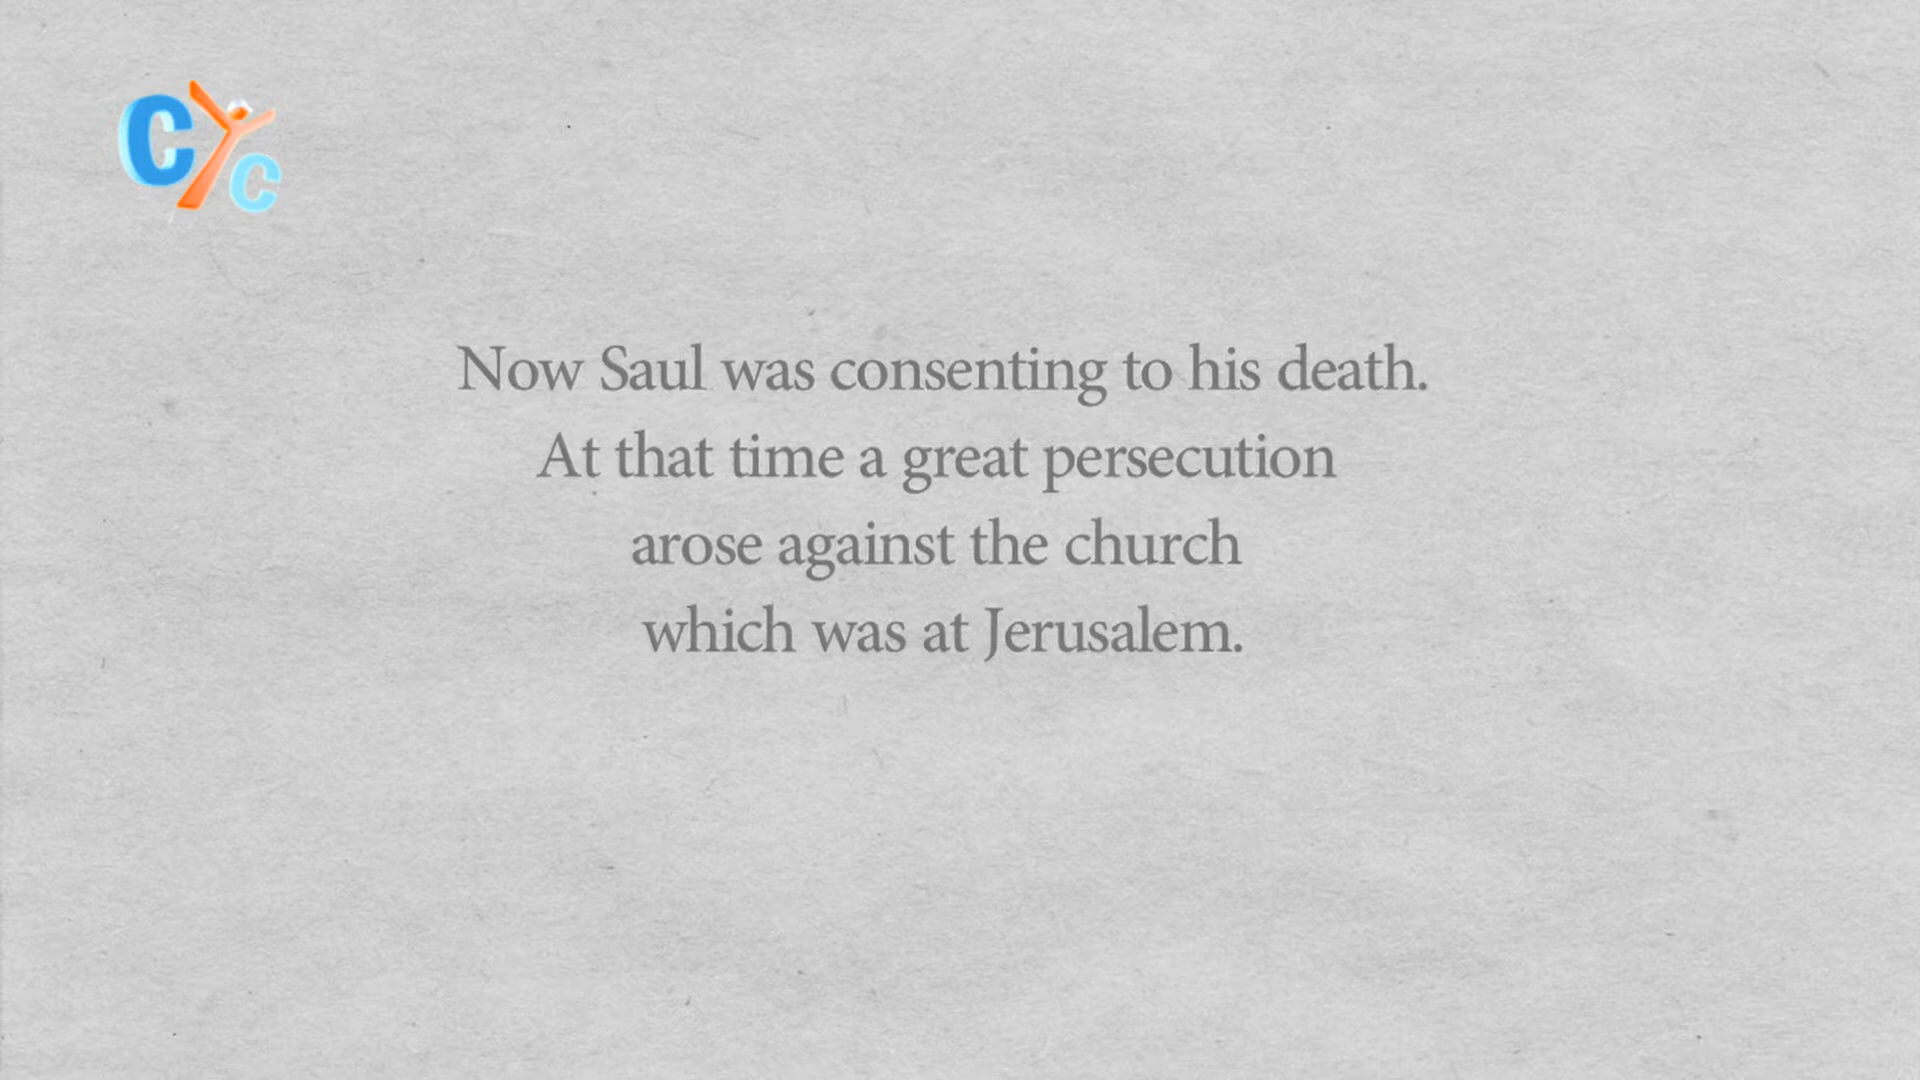 CYC
Now Saul was consenting to his death.
At that time a great persecution
arose against the church
which was at Jerusalem.